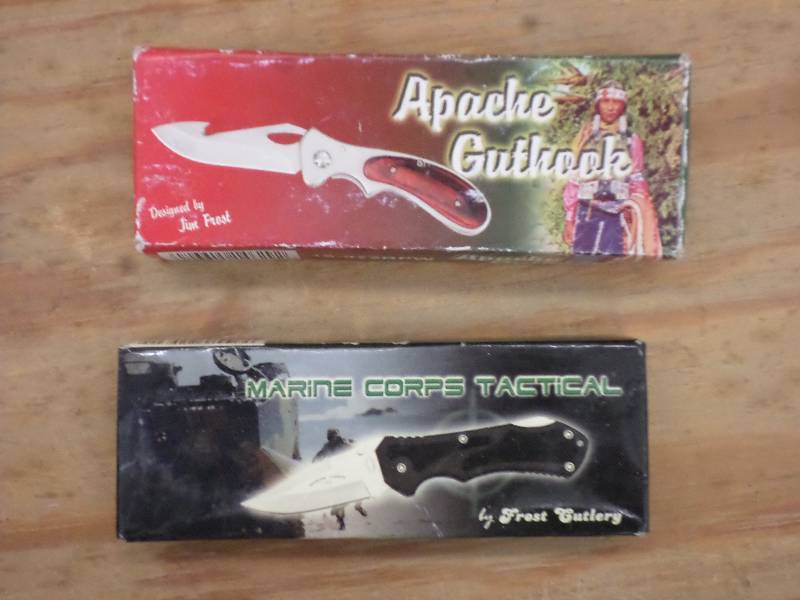 Apache
Guthook
Designed by
Jim Frost
MARINE CORPS TACTICAL
by Frost Cutlery